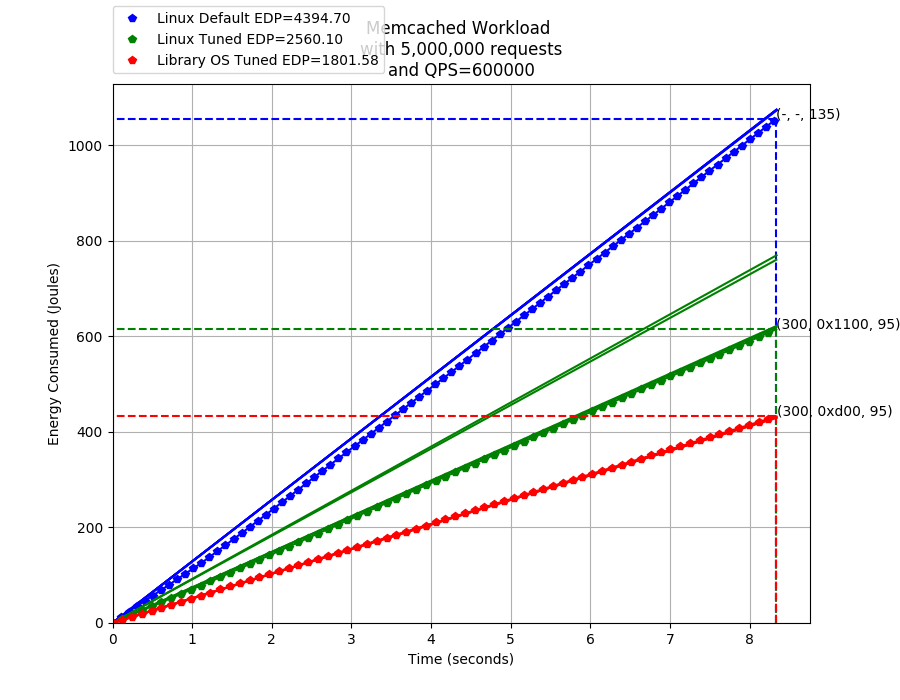 Linux Default EDP=4394.70
Linux Tuned EDP=2560.10
Library OS Tuned EDP=1801.58
Memcached Workload
with 5,000,000 requests
and QPS=600000
(-, -, 135)
(300, 0x1100, 95)
(300, 0xd00, 95)
1000
800
600
400
200
0
Energy Consumed (Joules)
0 1 2 3 4 5 6 7 8
Time (seconds)